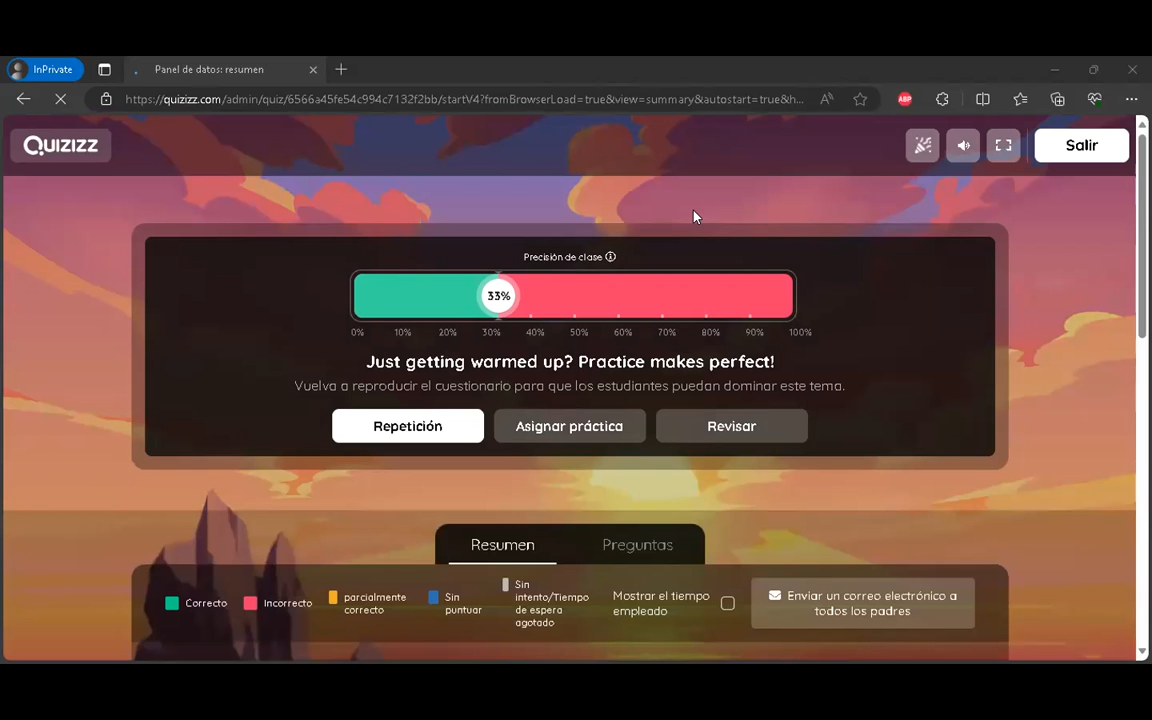 InPrivate
Panel de datos: resumen
https://quizizz.com/admin/quiz/6566a45fe54c994c7132f2bb/startV4?fromBrowserLoad=true&view=summary&autostart=true&h...
ABP
QUIZIZZ
Salir
Precisión de clase
33%
0% 10% 20% 30% 40% 50% 60% 70% 80% 90% 100%
Just getting warmed up? Practice makes perfect!
Vuelva a reproducir el cuestionario para que los estudiantes puedan dominar este tema.
Repetición Asignar práctica Revisar
Resumen Preguntas
Correcto
Incorrecto
parcialmente
correcto
Sin
puntuar
Sin
intento/Tiempo
de espera
agotado
Mostrar el tiempo
empleado
Enviar un correo electrónico a
todos los padres